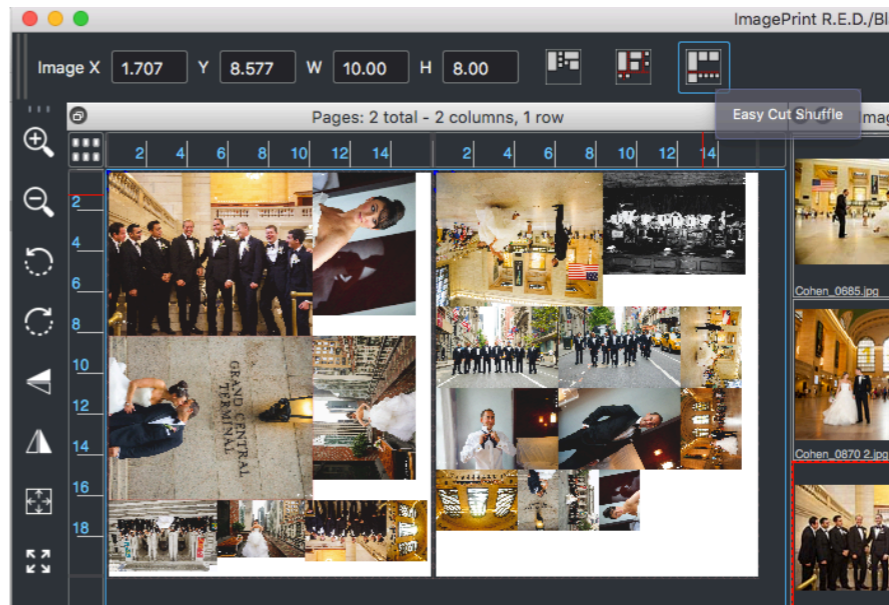 ImagePrint R.E.D./Bl
Image X 1.707 Y 8.577 W 10.00 H 8.00
Easy Cut Shuffle
Pages: 2 total - 2 columns, 1 row
2 4 6 8 10 12 14 2 4 6 8 10 12 14
2
4
6
8
10
12
14
16
18
GRAND CENTRAL
TERMINAL
Cohen_0685.jpg
Cohen_0870 2.jpg